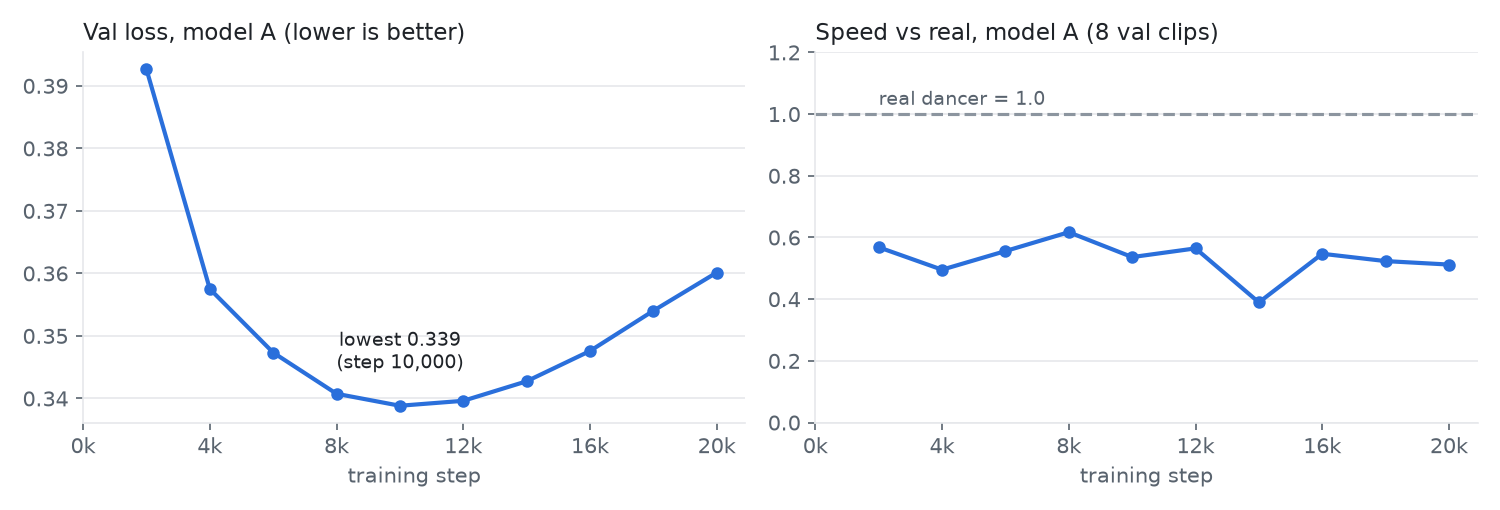 Val loss, model A (lower is better)
0.39
0.38
0.37
0.36
0.35
0.34
lowest 0.339
(step 10,000)
0k 4k 8k 12k 16k 20k
training step
Speed vs real, model A (8 val clips)
1.2
1.0
0.8
0.6
0.4
0.2
0.0
real dancer = 1.0
0k 4k 8k 12k 16k 20k
training step